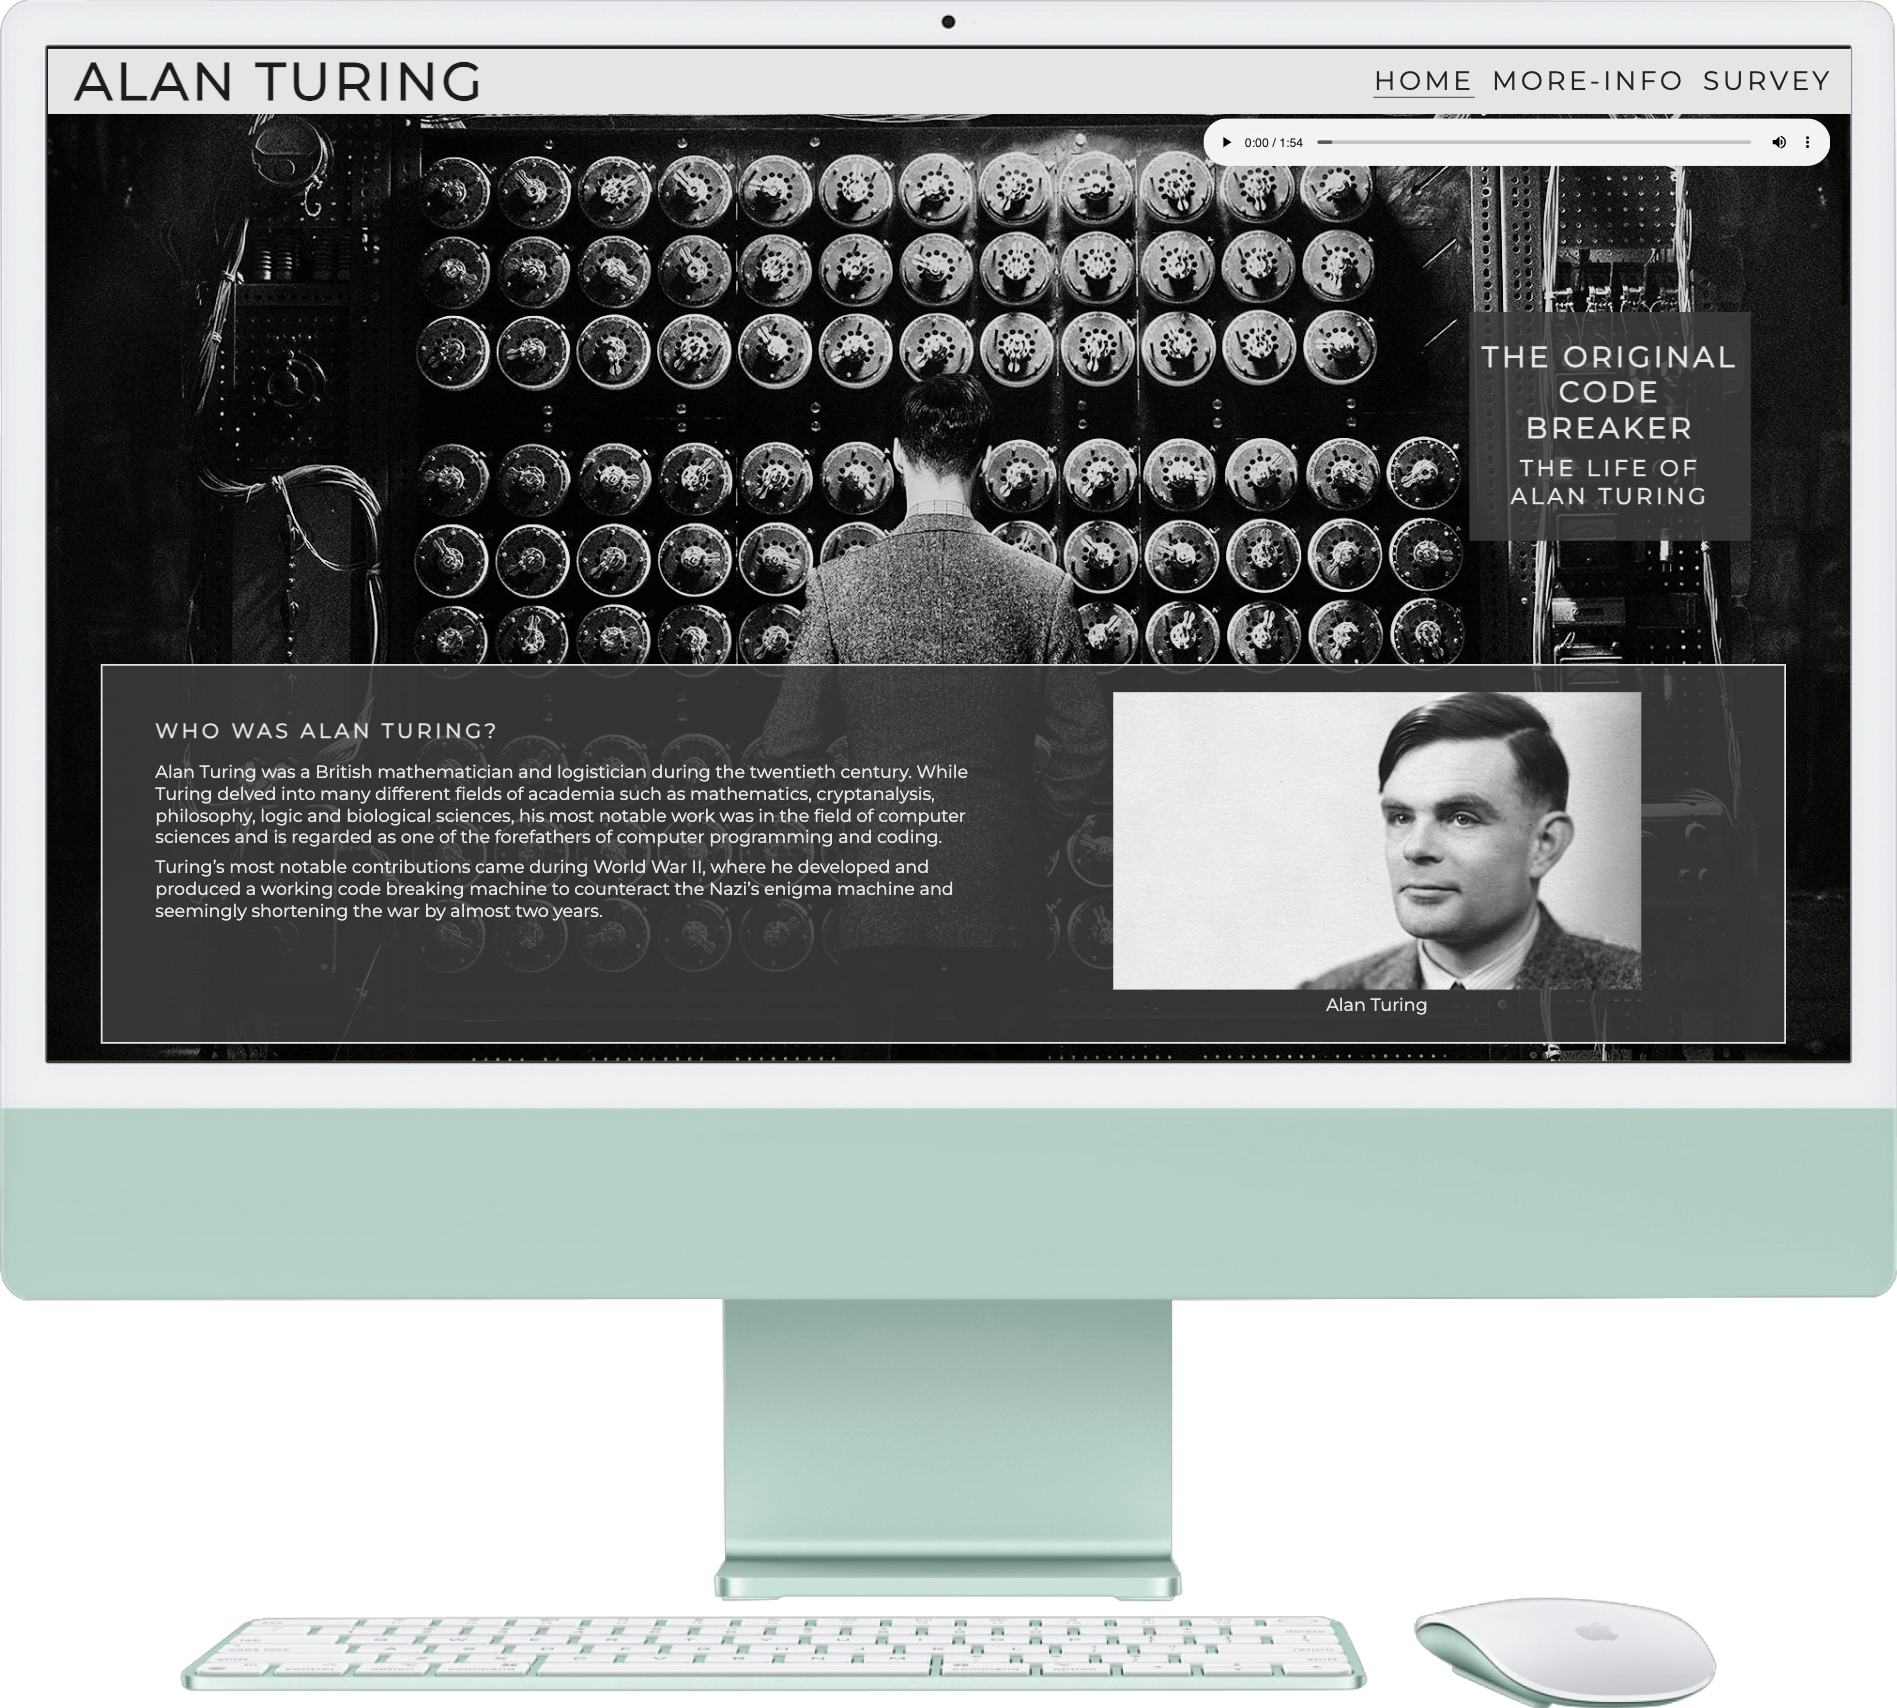 ALAN TURING
HOME MORE-INFO SURVEY
0:00 / 1:54
THE ORIGINAL
CODE
BREAKER
THE LIFE OF
ALAN TURING
WHO WAS ALAN TURING?
Alan Turing was a British mathematician and logistician during the twentieth century. While
Turing delved into many different fields of academia such as mathematics, cryptanalysis,
philosophy, logic and biological sciences, his most notable work was in the field of computer
sciences and is regarded as one of the forefathers of computer programming and coding.
Turing’s most notable contributions came during World War II, where he developed and
produced a working code breaking machine to counteract the Nazi’s enigma machine and
seemingly shortening the war by almost two years.
Alan Turing